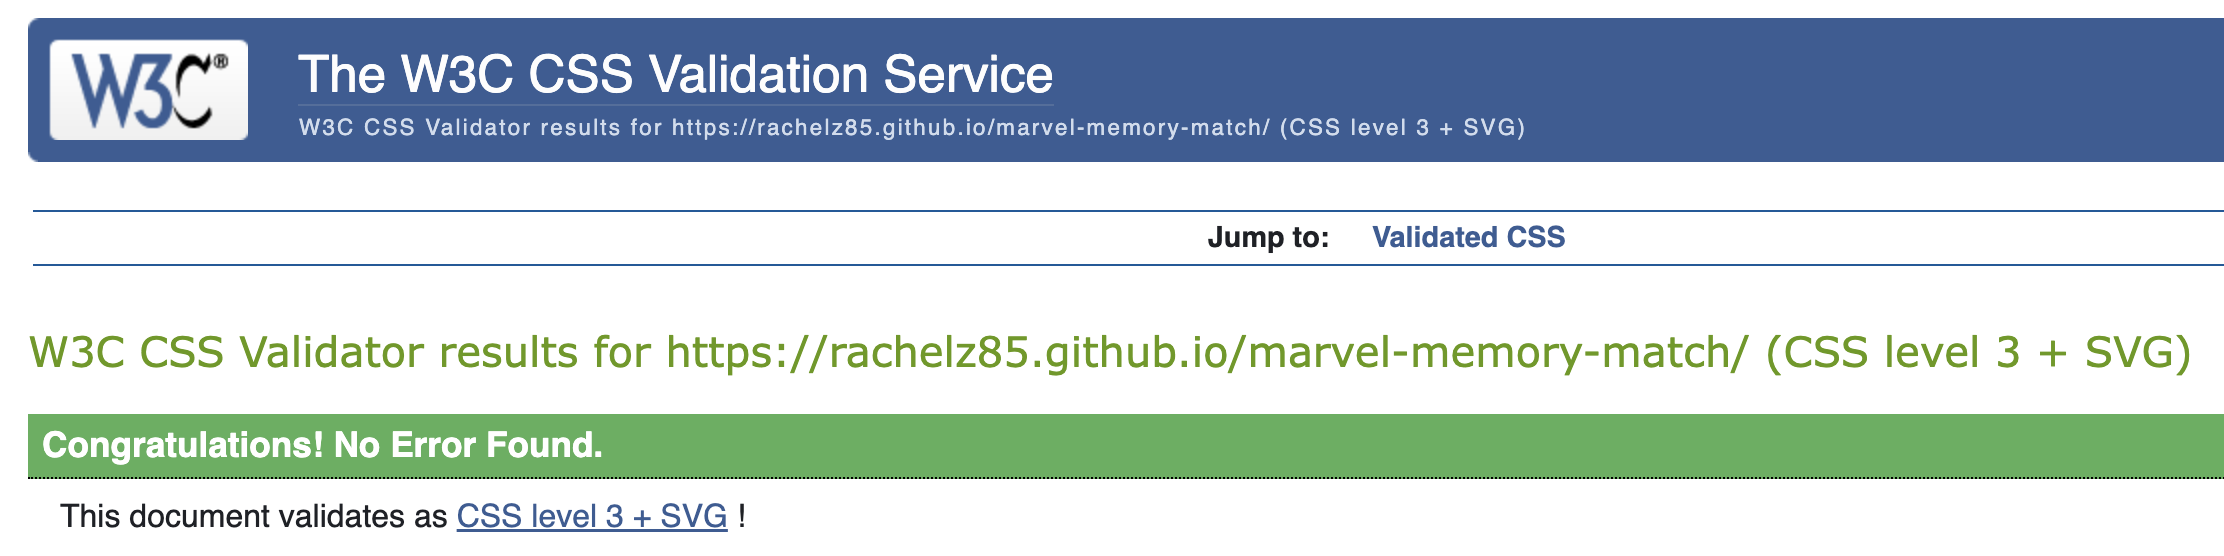 W3C®
The W3C CSS Validation Service
W3C CSS Validator results for https://rachelz85.github.io/marvel-memory-match/ (CSS level 3 + SVG)
Jump to: Validated CSS
W3C CSS Validator results for https://rachelz85.github.io/marvel-memory-match/ (CSS level 3 + SVG)
Congratulations! No Error Found.
This document validates as CSS level 3 + SVG !